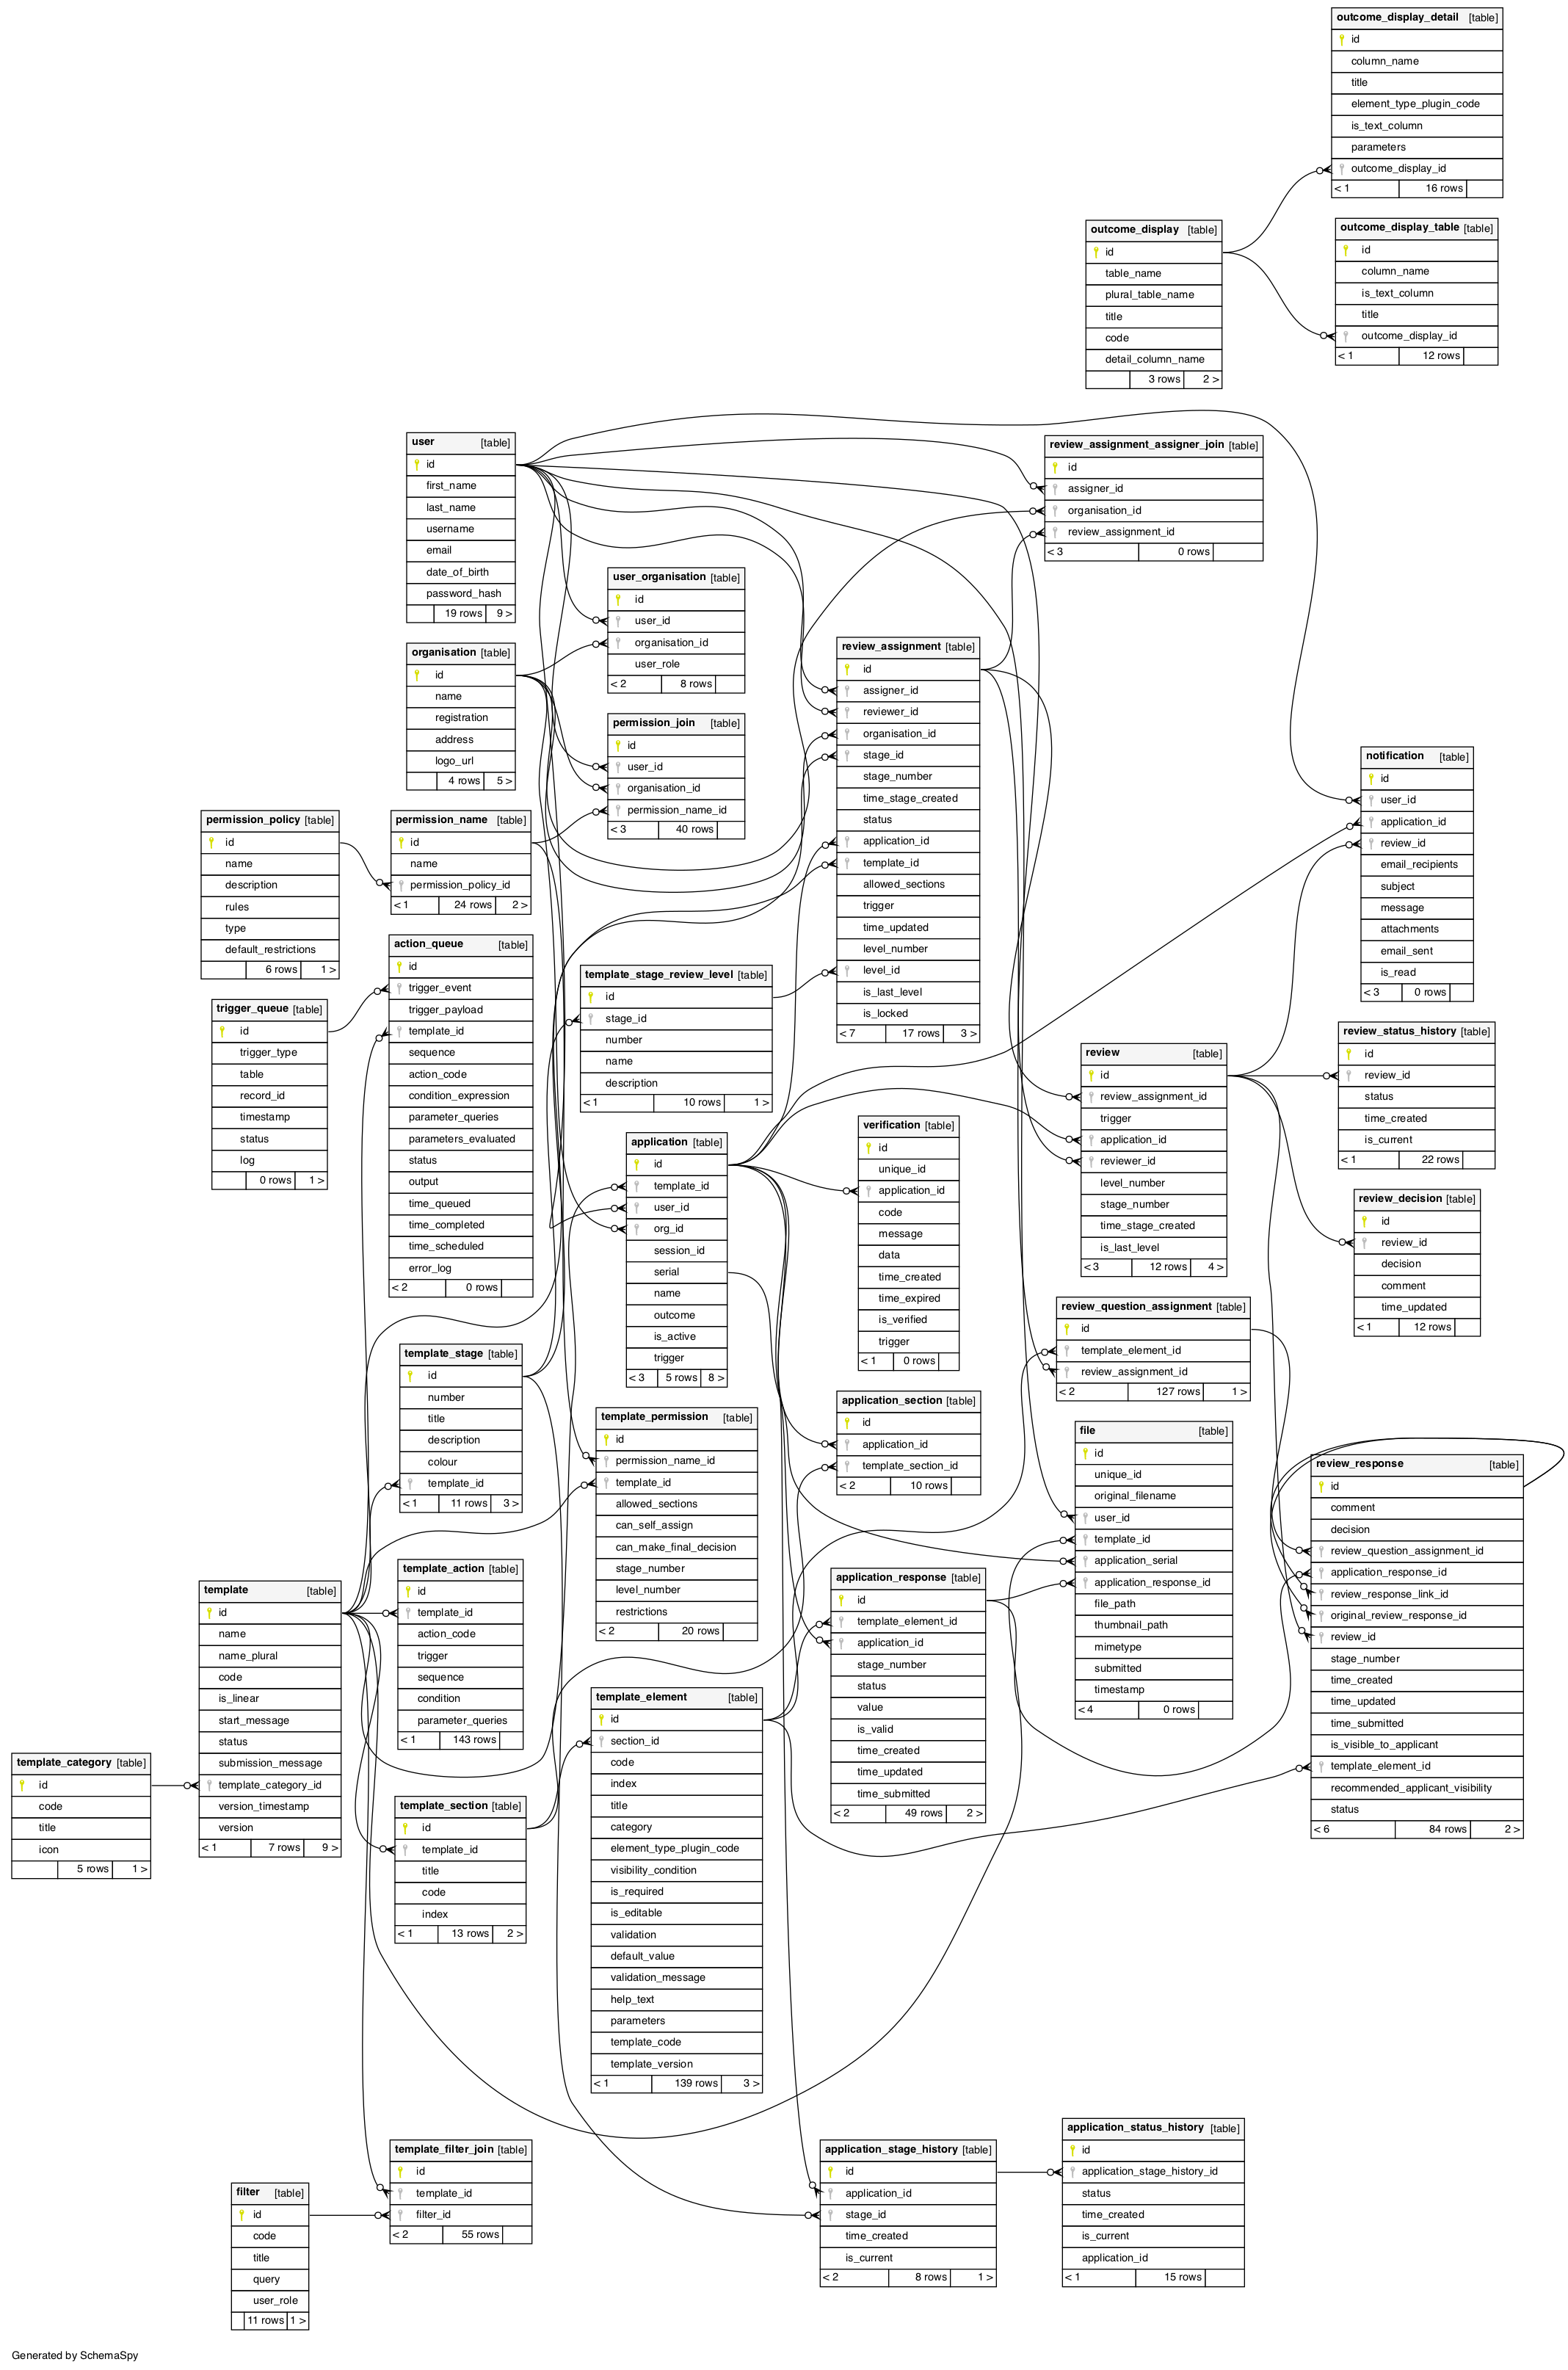 outcome_display_detail [table]
id
column_name
title
element_type_plugin_code
is_text_column
parameters
outcome_display_id
< 1 16 rows
outcome_display [table]
id
table_name
plural_table_name
title
code
detail_column_name
3 rows 2 >
outcome_display_table [table]
id
column_name
is_text_column
title
outcome_display_id
< 1 12 rows
user [table]
id
first_name
last_name
username
email
date_of_birth
password_hash
19 rows 9 >
review_assignment_assigner_join [table]
id
assigner_id
organisation_id
review_assignment_id
< 3 0 rows
user_organisation [table]
id
user_id
organisation_id
user_role
< 2 8 rows
organisation [table]
id
name
registration
address
logo_url
4 rows 5 >
permission_join [table]
id
user_id
organisation_id
permission_name_id
< 3 40 rows
review_assignment [table]
id
assigner_id
reviewer_id
organisation_id
stage_id
stage_number
time_stage_created
status
application_id
template_id
allowed_sections
trigger
time_updated
level_number
level_id
is_last_level
is_locked
< 7 17 rows 3 >
notification [table]
id
user_id
application_id
review_id
email_recipients
subject
message
attachments
email_sent
is_read
< 3 0 rows
permission_policy [table]
id
name
description
rules
type
default_restrictions
6 rows 1 >
permission_name [table]
id
name
permission_policy_id
< 1 24 rows 2 >
action_queue [table]
id
trigger_event
trigger_payload
template_id
sequence
action_code
condition_expression
parameter_queries
parameters_evaluated
status
output
time_queued
time_completed
time_scheduled
error_log
< 2 0 rows
trigger_queue [table]
id
trigger_type
table
record_id
timestamp
status
log
0 rows 1 >
template_stage_review_level [table]
id
stage_id
number
name
description
< 1 10 rows 1 >
review [table]
id
review_assignment_id
trigger
application_id
reviewer_id
level_number
stage_number
time_stage_created
is_last_level
< 3 12 rows 4 >
review_status_history [table]
id
review_id
status
time_created
is_current
< 1 22 rows
application [table]
id
template_id
user_id
org_id
session_id
serial
name
outcome
is_active
trigger
< 3 5 rows 8 >
verification [table]
id
unique_id
application_id
code
message
data
time_created
time_expired
is_verified
trigger
< 1 0 rows
review_decision [table]
id
review_id
decision
comment
time_updated
< 1 12 rows
review_question_assignment [table]
id
template_element_id
review_assignment_id
< 2 127 rows 1 >
template_stage [table]
id
number
title
description
colour
template_id
< 1 11 rows 3 >
template_permission [table]
id
permission_name_id
template_id
allowed_sections
can_self_assign
can_make_final_decision
stage_number
level_number
restrictions
< 2 20 rows
application_section [table]
id
application_id
template_section_id
< 2 10 rows
file [table]
id
unique_id
original_filename
user_id
template_id
application_serial
application_response_id
file_path
thumbnail_path
mimetype
submitted
timestamp
< 4 0 rows
review_response [table]
id
comment
decision
review_question_assignment_id
application_response_id
review_response_link_id
original_review_response_id
review_id
stage_number
time_created
time_updated
time_submitted
is_visible_to_applicant
template_element_id
recommended_applicant_visibility
status
< 6 84 rows 2 >
template_action [table]
id
template_id
action_code
trigger
sequence
condition
parameter_queries
< 1 143 rows
application_response [table]
id
template_element_id
application_id
stage_number
status
value
is_valid
time_created
time_updated
time_submitted
< 2 49 rows 2 >
template [table]
id
name
name_plural
code
is_linear
start_message
status
submission_message
template_category_id
version_timestamp
version
< 1 7 rows 9 >
template_element [table]
id
section_id
code
index
title
category
element_type_plugin_code
visibility_condition
is_required
is_editable
validation
default_value
validation_message
help_text
parameters
template_code
template_version
< 1 139 rows 3 >
template_category [table]
id
code
title
icon
5 rows 1 >
template_section [table]
id
template_id
title
code
index
< 1 13 rows 2 >
template_filter_join [table]
id
template_id
filter_id
< 2 55 rows
filter [table]
id
code
title
query
user_role
11 rows 1 >
application_stage_history [table]
id
application_id
stage_id
time_created
is_current
< 2 8 rows 1 >
application_status_history [table]
id
application_stage_history_id
status
time_created
is_current
application_id
< 1 15 rows
Generated by SchemaSpy